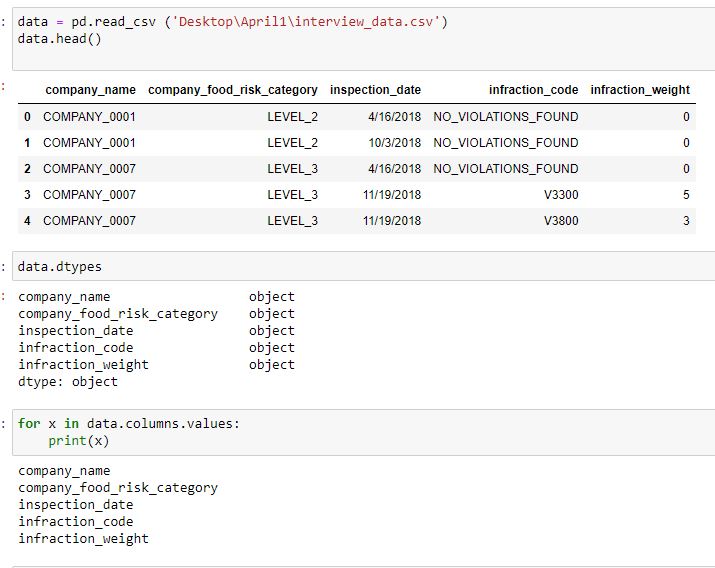 : data = pd.read_csv ('Desktop\April1\interview_data.csv')
data.head()
:
company_name company_food_risk_category inspection_date infraction_code infraction_weight
0 COMPANY_0001 LEVEL_2 4/16/2018 NO_VIOLATIONS_FOUND 0
1 COMPANY_0001 LEVEL_2 10/3/2018 NO_VIOLATIONS_FOUND 0
2 COMPANY_0007 LEVEL_3 4/16/2018 NO_VIOLATIONS_FOUND 0
3 COMPANY_0007 LEVEL_3 11/19/2018 V3300 5
4 COMPANY_0007 LEVEL_3 11/19/2018 V3800 3
: data.dtypes
: company_name object
company_food_risk_category object
inspection_date object
infraction_code object
infraction_weight object
dtype: object
: for x in data.columns.values:
    print(x)
company_name
company_food_risk_category
inspection_date
infraction_code
infraction_weight